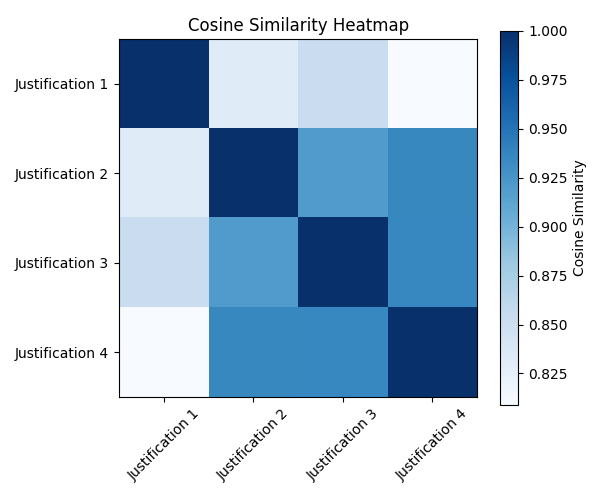 Cosine Similarity Heatmap
Justification 1
Justification 2
Justification 3
Justification 4
Justification 1
Justification 2
Justification 3
Justification 4
1.000
0.975
0.950
0.925
0.900
0.875
0.850
0.825
Cosine Similarity